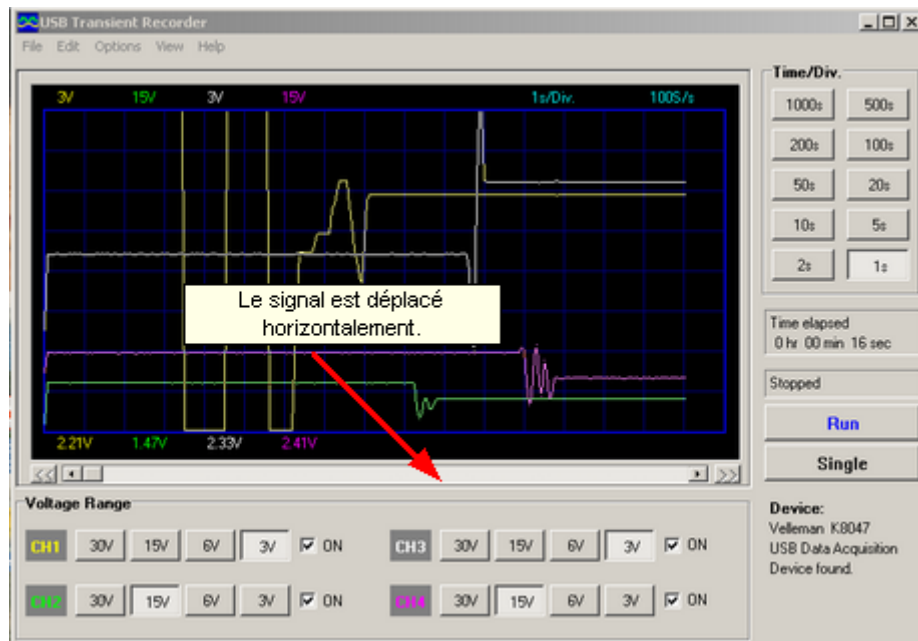 USB Transient Recorder
File Edit Options View Help
3V 15V 3V 15V 1s/Div. 100S/s
Le signal est déplacé
horizontalement.
2.21V 1.47V 2.33V 2.41V
<< >>
Time/Div.
1000s 500s
200s 100s
50s 20s
10s 5s
2s 1s
Time elapsed
0 hr 00 min 16 sec
Stopped
Run
Single
Device:
Velleman K8047
USB Data Acquisition
Device found.
Voltage Range
CH1 30V 15V 6V 3V ON
CH3 30V 15V 6V 3V ON
CH2 30V 15V 6V 3V ON
CH4 30V 15V 6V 3V ON